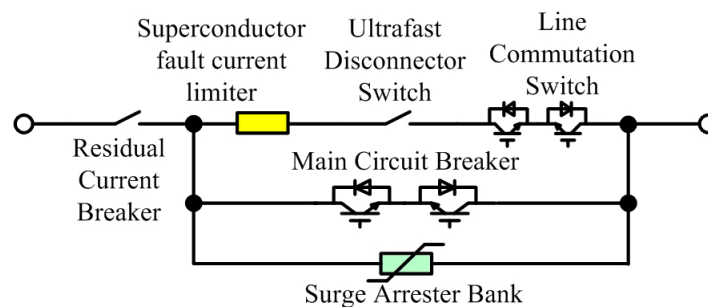 Superconductor
fault current
limiter
Ultrafast
Disconnector
Switch
Line
Commutation
Switch
Residual
Current
Breaker
Main Circuit Breaker
Surge Arrester Bank